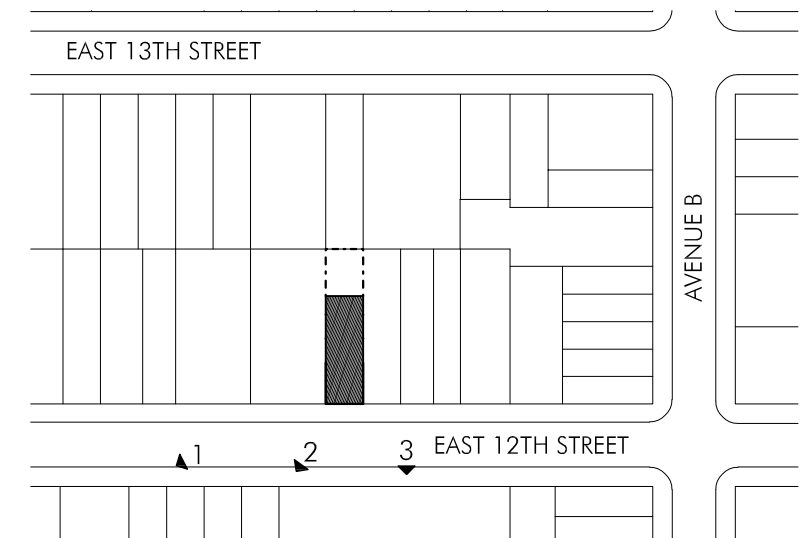 EAST 13TH STREET
AVENUE B
1
2
3
EAST 12TH STREET